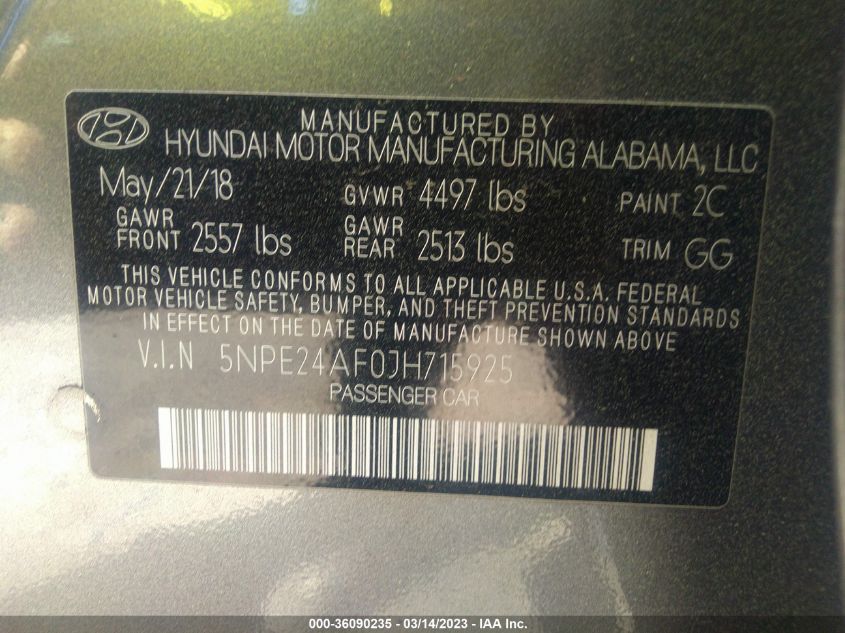 MANUFACTURED BY
HYUNDAI MOTOR MANUFACTURING ALABAMA, LLC
May/21/18 GVWR 4497 lbs PAINT 2C
GAWR FRONT 2557 lbs GAWR REAR 2513 lbs TRIM GG
THIS VEHICLE CONFORMS TO ALL APPLICABLE U.S.A. FEDERAL
MOTOR VEHICLE SAFETY, BUMPER, AND THEFT PREVENTION STANDARDS
IN EFFECT ON THE DATE OF MANUFACTURE SHOWN ABOVE.
V.I.N 5NPE24AF0JH715925
PASSENGER CAR
000-36090235 - 03/14/2023 - IAA Inc.